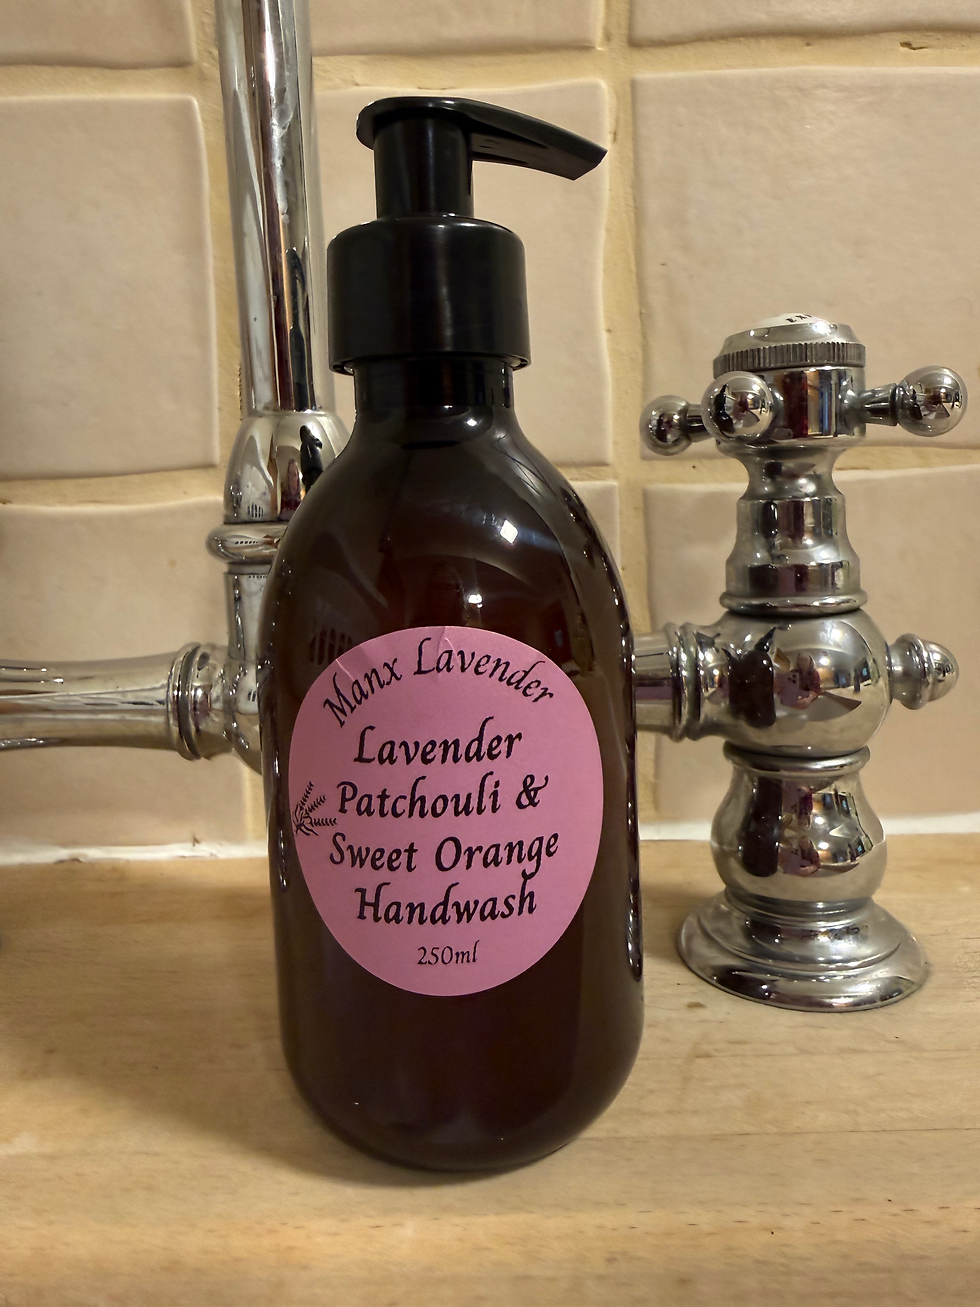 Manx Lavender
Lavender
Patchouli &
Sweet Orange
Handwash
250ml